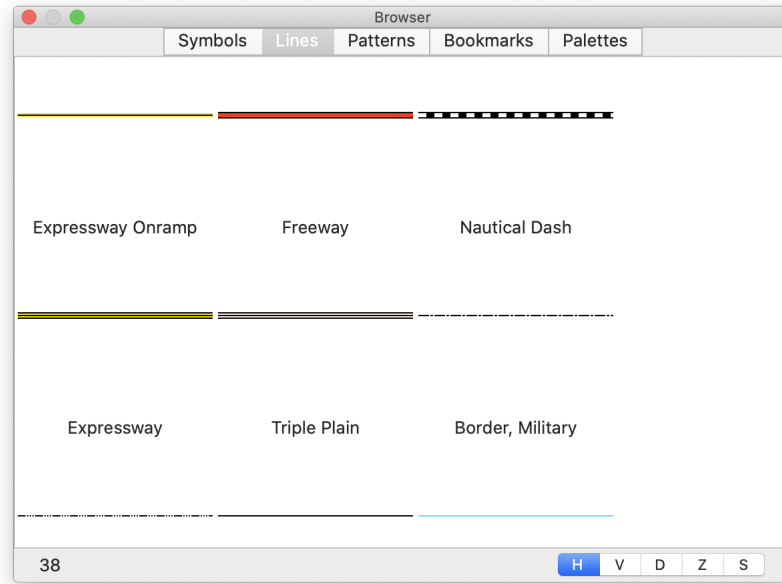 Browser
Symbols Lines Patterns Bookmarks Palettes
Expressway Onramp Freeway Nautical Dash
Expressway Triple Plain Border, Military
38 H V D Z S